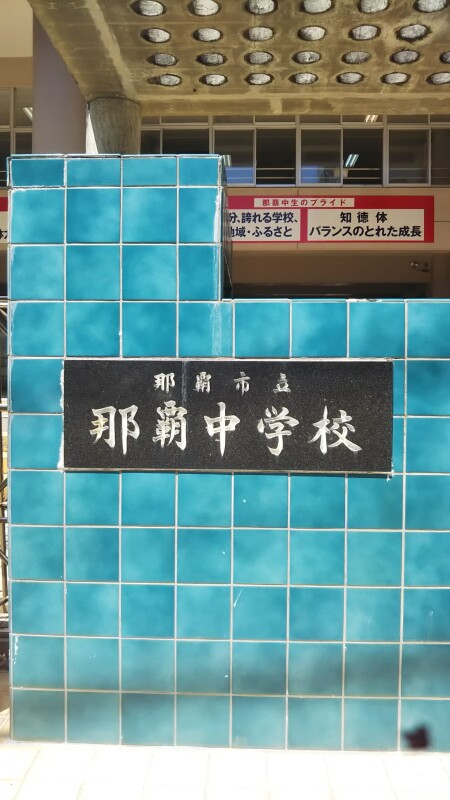 那覇中生のプライド
分、誇れる学校、
地域・ふるさと
知徳体
バランスのとれた成長
那覇市立
那覇中学校